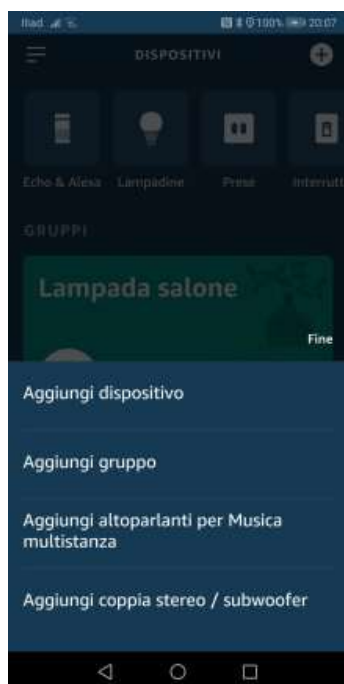 Iliad
100% 20:07
DISPOSITIVI
Echo & Alexa Lampadine Prese Interrutt
GRUPPI
Lampada salone
Fine
Aggiungi dispositivo
Aggiungi gruppo
Aggiungi altoparlanti per Musica
multistanza
Aggiungi coppia stereo / subwoofer